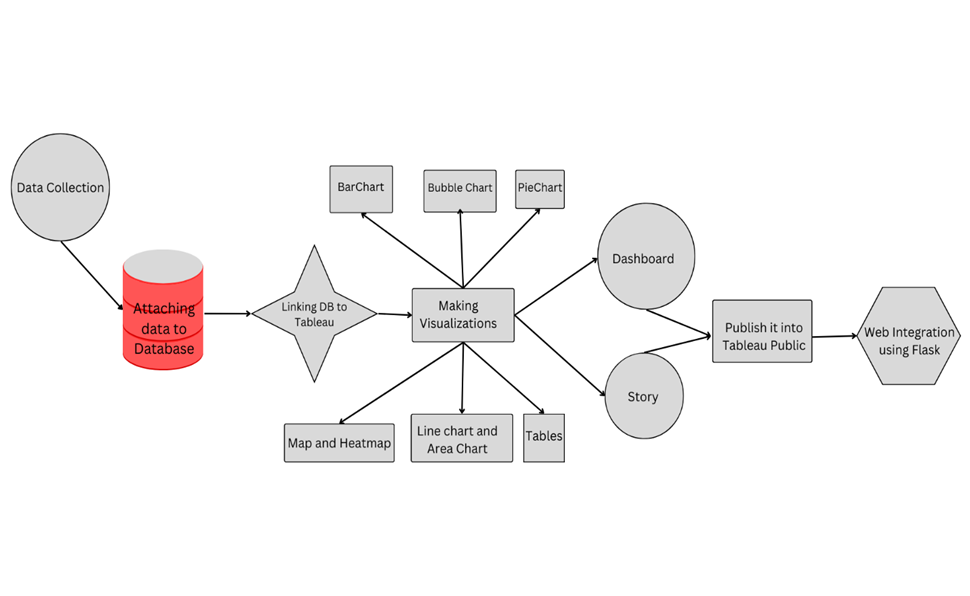 Data Collection
Attaching
data to
Database
Linking DB to
Tableau
BarChart
Bubble Chart
PieChart
Making
Visualizations
Map and Heatmap
Line chart and
Area Chart
Tables
Dashboard
Story
Publish it into
Tableau Public
Web Integration
using Flask